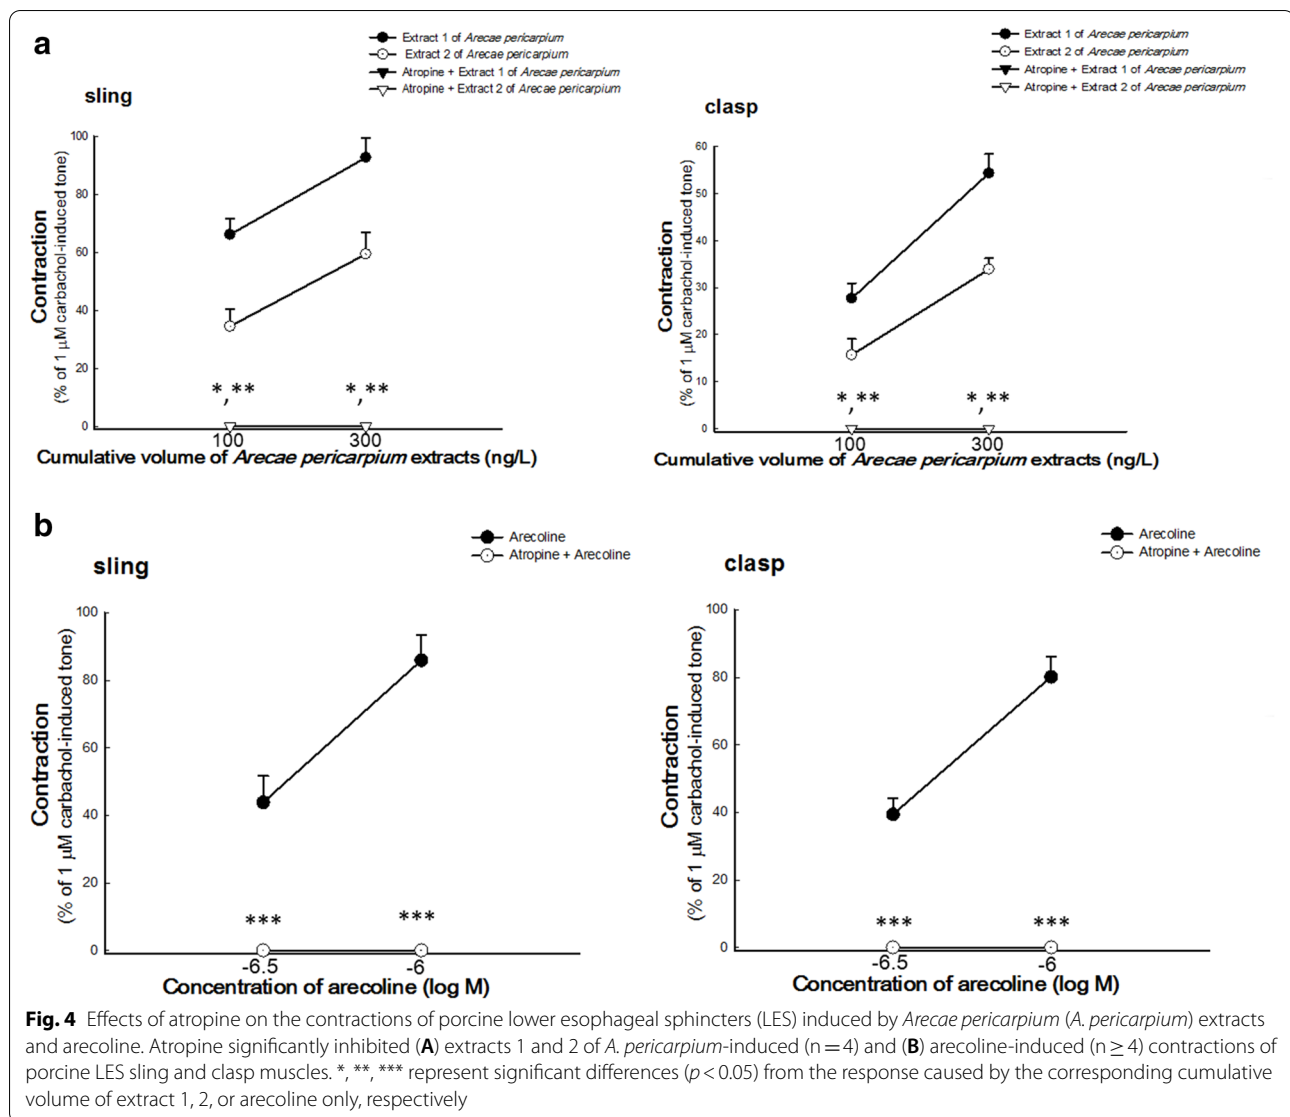 a
Extract 1 of Arecae pericarpium
Extract 2 of Arecae pericarpium
Atropine + Extract 1 of Arecae pericarpium
Atropine + Extract 2 of Arecae pericarpium
sling
100
80
60
40
20
0
Contraction
(% of 1 μM carbachol-induced tone)
*,** *,**
100 300
Cumulative volume of Arecae pericarpium extracts (ng/L)
Extract 1 of Arecae pericarpium
Extract 2 of Arecae pericarpium
Atropine + Extract 1 of Arecae pericarpium
Atropine + Extract 2 of Arecae pericarpium
clasp
60
50
40
30
20
10
0
Contraction
(% of 1 μM carbachol-induced tone)
*,** *,**
100 300
Cumulative volume of Arecae pericarpium extracts (ng/L)
b
Arecoline
Atropine + Arecoline
sling
100
80
60
40
20
0
Contraction
(% of 1 μM carbachol-induced tone)
*** ***
-6.5 -6
Concentration of arecoline (log M)
Arecoline
Atropine + Arecoline
clasp
100
80
60
40
20
0
Contraction
(% of 1 μM carbachol-induced tone)
*** ***
-6.5 -6
Concentration of arecoline (log M)
Fig. 4 Effects of atropine on the contractions of porcine lower esophageal sphincters (LES) induced by Arecae pericarpium (A. pericarpium) extracts
and arecoline. Atropine significantly inhibited (A) extracts 1 and 2 of A. pericarpium-induced (n = 4) and (B) arecoline-induced (n ≥ 4) contractions of
porcine LES sling and clasp muscles. *, **, *** represent significant differences (p < 0.05) from the response caused by the corresponding cumulative
volume of extract 1, 2, or arecoline only, respectively